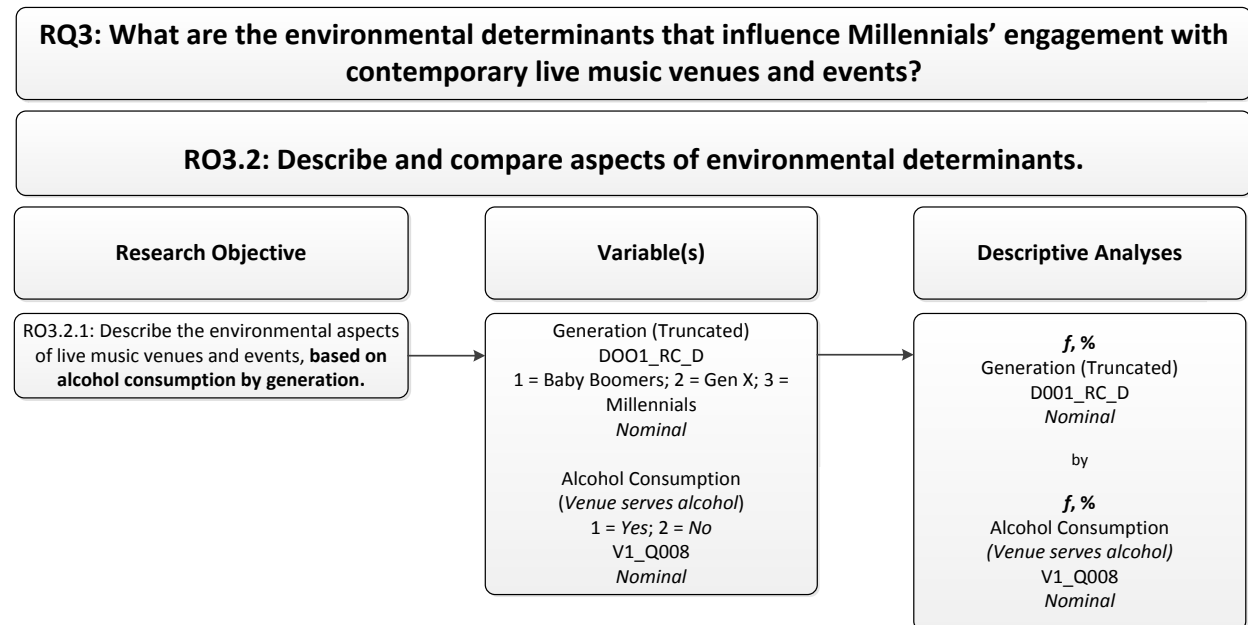 RQ3: What are the environmental determinants that influence Millennials’ engagement with
contemporary live music venues and events?
RO3.2: Describe and compare aspects of environmental determinants.
Research Objective
Variable(s)
Descriptive Analyses
RO3.2.1: Describe the environmental aspects
of live music venues and events, based on
alcohol consumption by generation.
Generation (Truncated)
DOO1_RC_D
1 = Baby Boomers; 2 = Gen X; 3 =
Millennials
Nominal
Alcohol Consumption
(Venue serves alcohol)
1 = Yes; 2 = No
V1_Q008
Nominal
f, %
Generation (Truncated)
D001_RC_D
Nominal
by
f, %
Alcohol Consumption
(Venue serves alcohol)
V1_Q008
Nominal